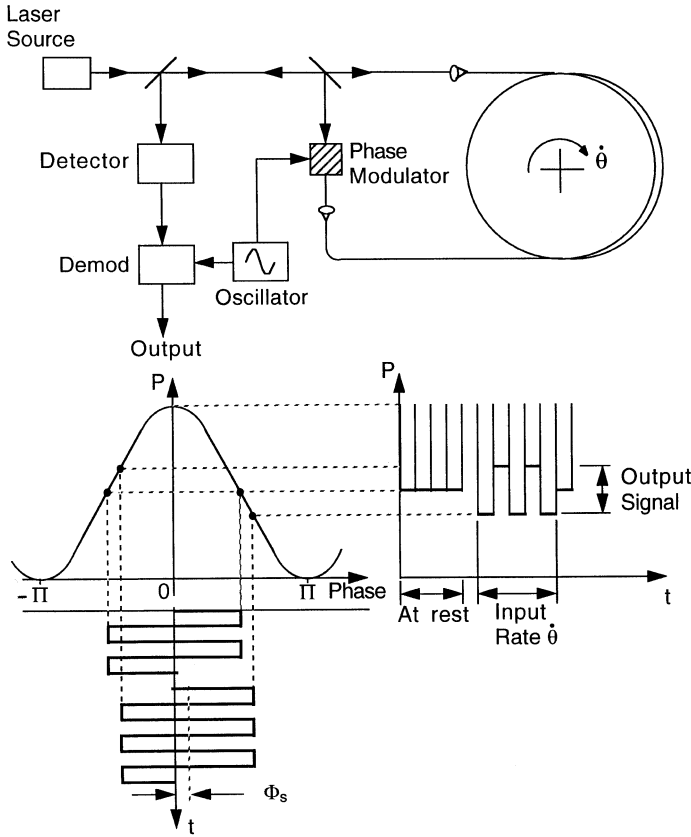 Laser
Source
Detector
Phase
Modulator
θ̇
Demod
Oscillator
Output
P
P
Output
Signal
-Π
0
Π
Phase
At rest
Input
Rate θ̇
t
Φs
t